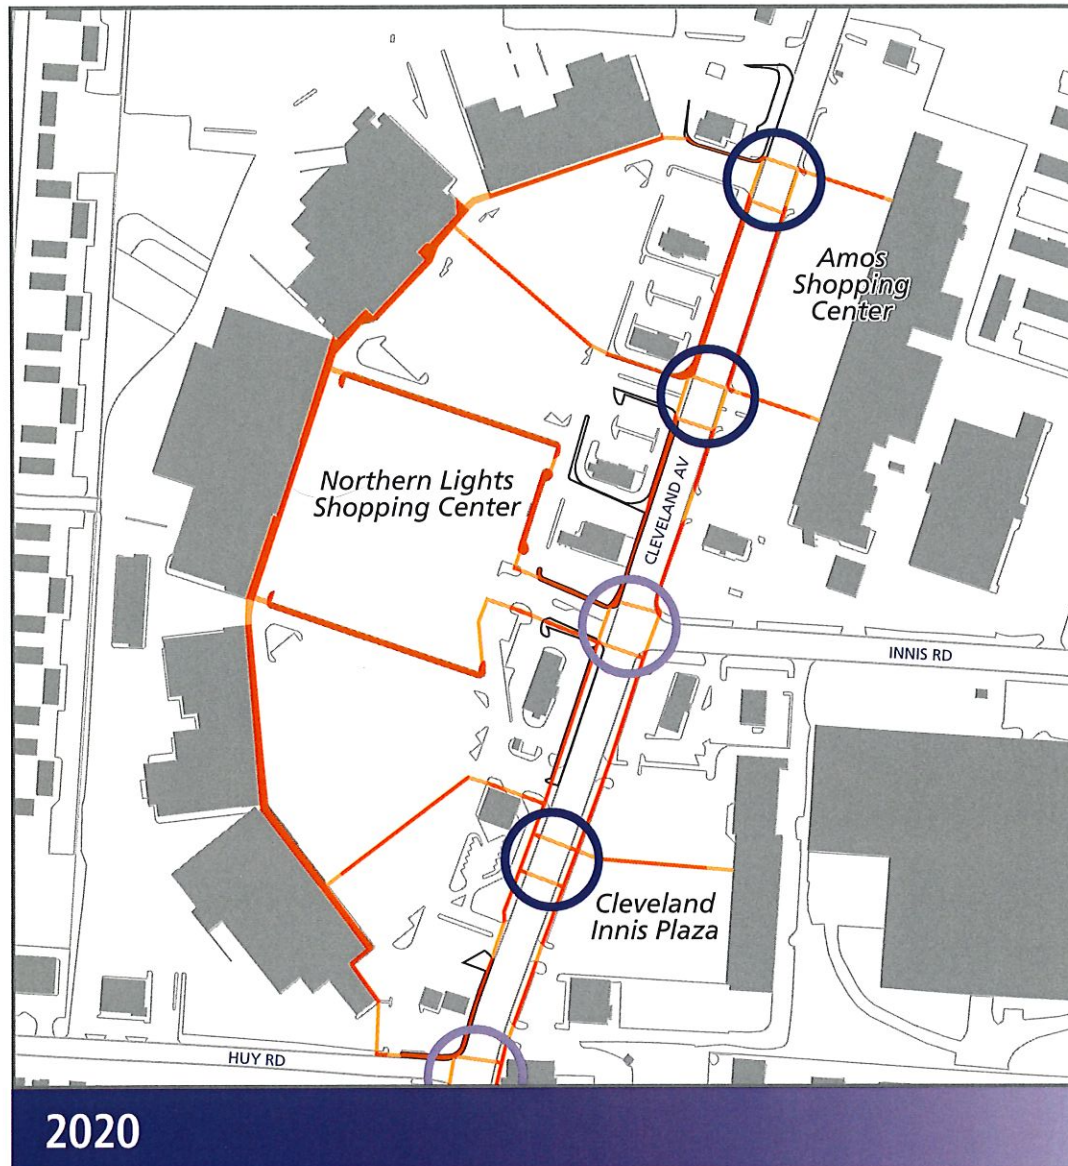 Amos
Shopping
Center
Northern Lights
Shopping Center
CLEVELAND AV
INNIS RD
Cleveland
Innis Plaza
HUY RD
2020